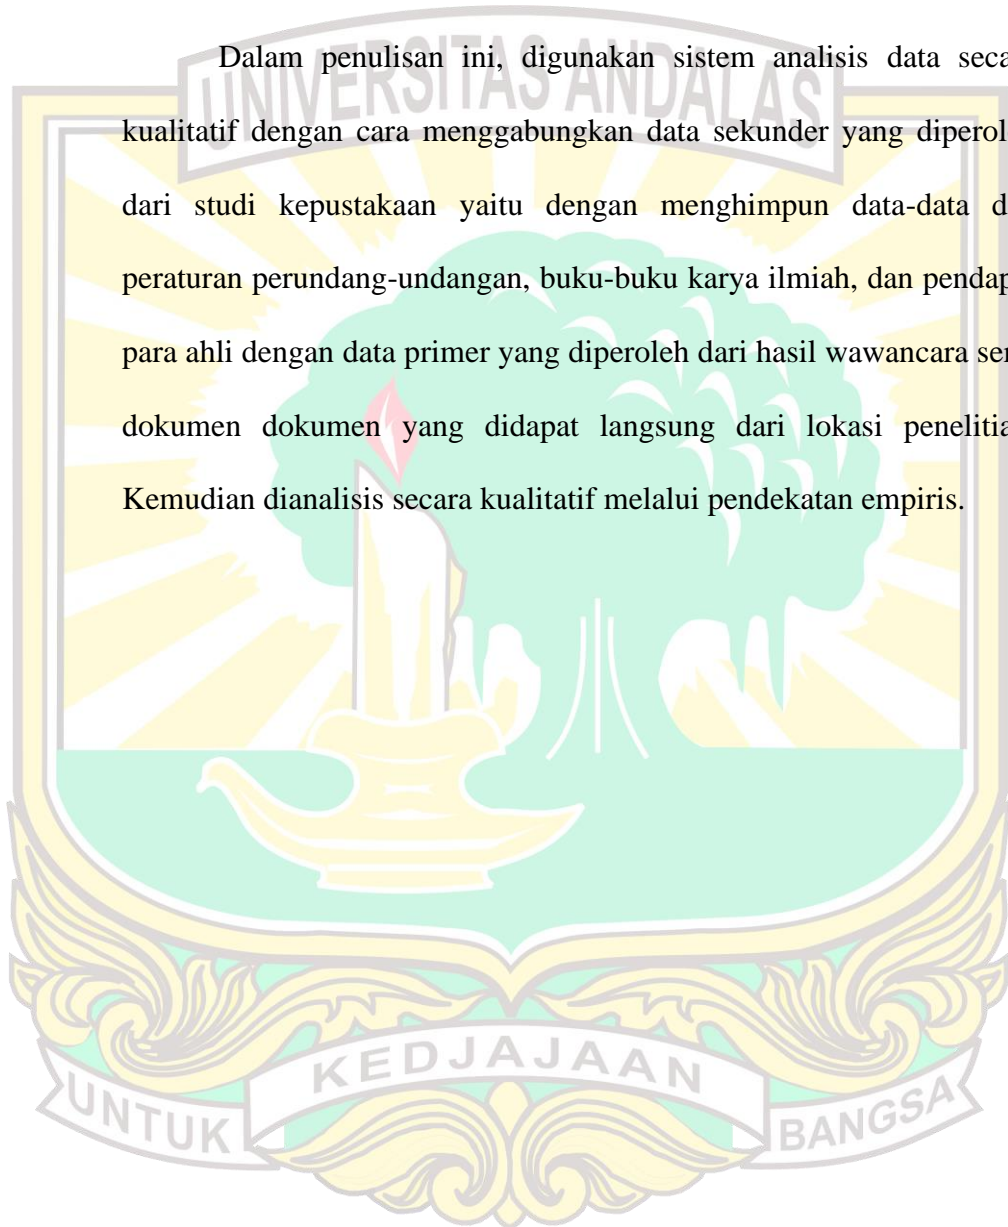 UNIVERSITAS ANDALAS
Dalam penulisan ini, digunakan sistem analisis data seca
kualitatif dengan cara menggabungkan data sekunder yang diperol
dari studi kepustakaan yaitu dengan menghimpun data-data d
peraturan perundang-undangan, buku-buku karya ilmiah, dan pendap
para ahli dengan data primer yang diperoleh dari hasil wawancara ser
dokumen dokumen yang didapat langsung dari lokasi penelitia
Kemudian dianalisis secara kualitatif melalui pendekatan empiris.
UNTUK KEDJAJAAN BANGSA